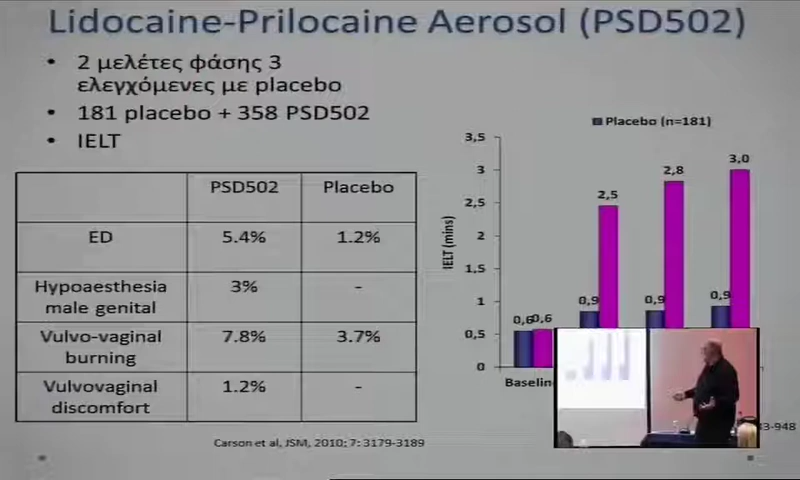 Lidocaine-Prilocaine Aerosol (PSD502)
• 2 μελέτες φάσης 3
ελεγχόμενες με placebo
• 181 placebo + 358 PSD502
• IELT
PSD502 Placebo
ED 5.4% 1.2%
Hypoaesthesia
male genital 3% -
Vulvo-vaginal
burning 7.8% 3.7%
Vulvovaginal
discomfort 1.2% -
Carson et al, JSM, 2010; 7: 3179-3189
Placebo (n=181)
IELT (mins)
3,5
3
2,5
2
1,5
1
0,5
0
0,6 0,6
0,9 2,5
0,9 2,8
0,9 3,0
Baseline
3-948